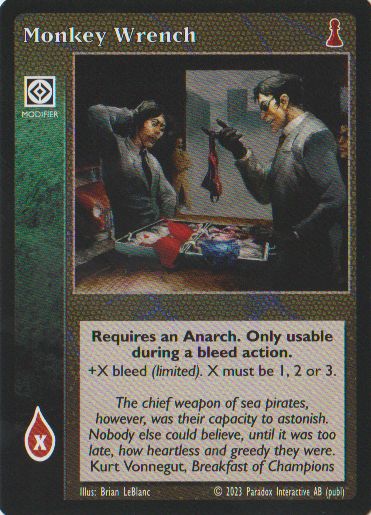 Monkey Wrench
MODIFIER
Requires an Anarch. Only usable
during a bleed action.
+X bleed (limited). X must be 1, 2 or 3.
The chief weapon of sea pirates,
however, was their capacity to astonish.
Nobody else could believe, until it was too
late, how heartless and greedy they were.
Kurt Vonnegut, Breakfast of Champions
X
Illus: Brian LeBlanc
© 2023 Paradox Interactive AB (publ)